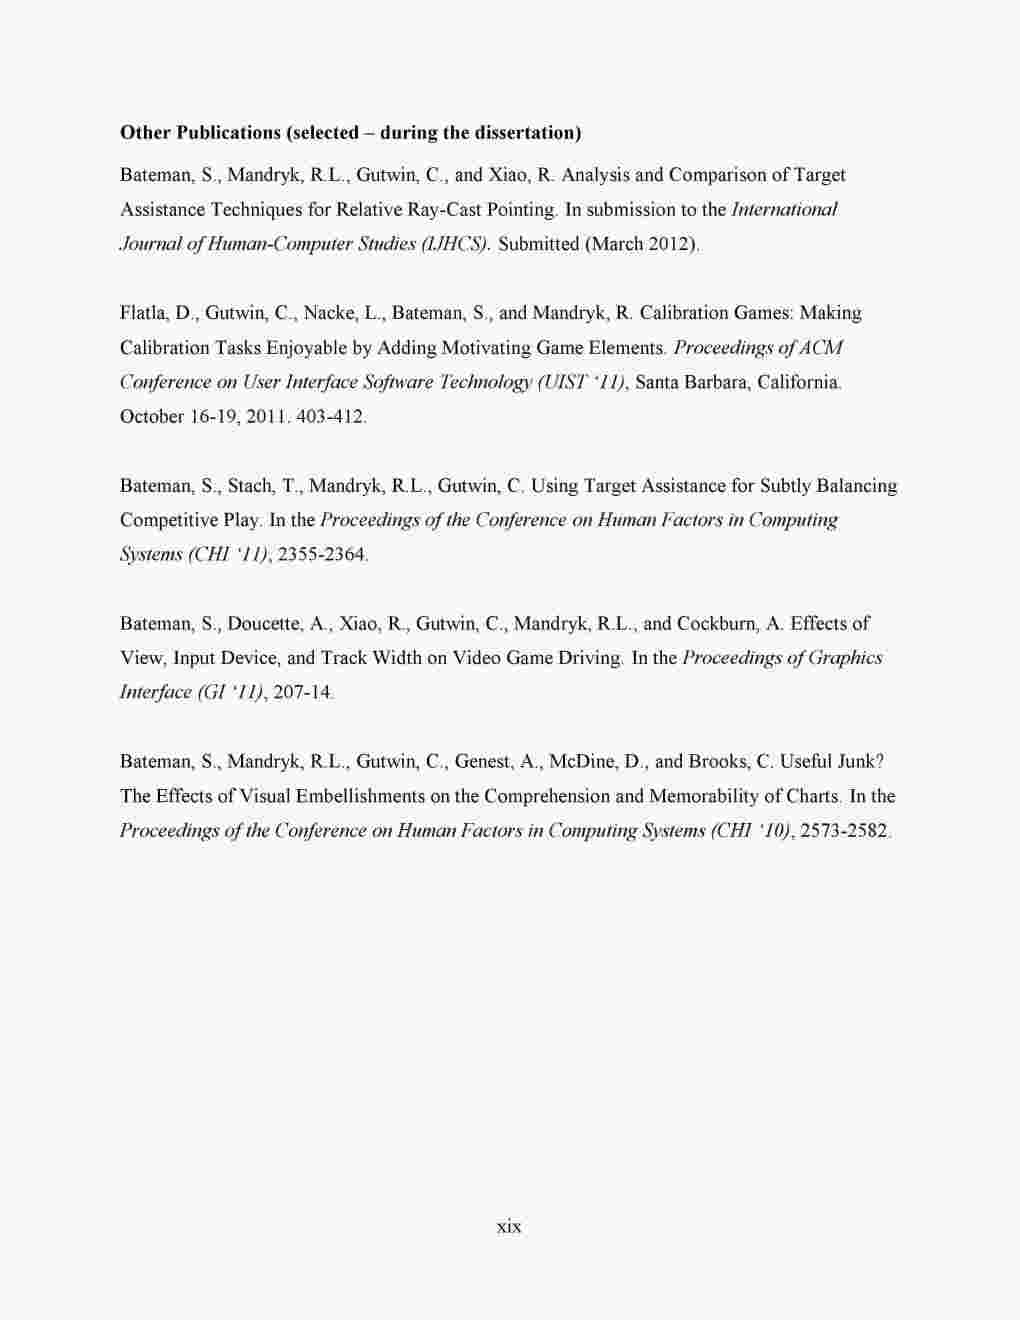 Other Publications (selected – during the dissertation)
Bateman, S., Mandryk, R.L., Gutwin, C., and Xiao, R. Analysis and Comparison of Target
Assistance Techniques for Relative Ray-Cast Pointing. In submission to the International
Journal of Human-Computer Studies (IJHCS). Submitted (March 2012).
Flatla, D., Gutwin, C., Nacke, L., Bateman, S., and Mandryk, R. Calibration Games: Making
Calibration Tasks Enjoyable by Adding Motivating Game Elements. Proceedings of ACM
Conference on User Interface Software Technology (UIST ‘11), Santa Barbara, California.
October 16-19, 2011. 403-412.
Bateman, S., Stach, T., Mandryk, R.L., Gutwin, C. Using Target Assistance for Subtly Balancing
Competitive Play. In the Proceedings of the Conference on Human Factors in Computing
Systems (CHI ‘11), 2355-2364.
Bateman, S., Doucette, A., Xiao, R., Gutwin, C., Mandryk, R.L., and Cockburn, A. Effects of
View, Input Device, and Track Width on Video Game Driving. In the Proceedings of Graphics
Interface (GI ‘11), 207-14.
Bateman, S., Mandryk, R.L., Gutwin, C., Genest, A., McDine, D., and Brooks, C. Useful Junk?
The Effects of Visual Embellishments on the Comprehension and Memorability of Charts. In the
Proceedings of the Conference on Human Factors in Computing Systems (CHI ‘10), 2573-2582.
xix